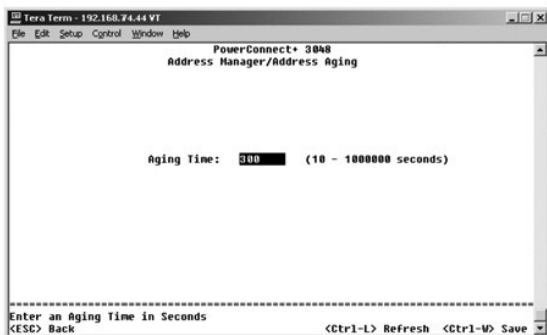 Tera Term - 192.168.74.44 VT
File Edit Setup Control Window Help
PowerConnect+ 3048
Address Manager/Address Aging
Aging Time: 300 (10 - 1000000 seconds)
Enter an Aging Time in Seconds
<ESC> Back <Ctrl-L> Refresh <Ctrl-W> Save